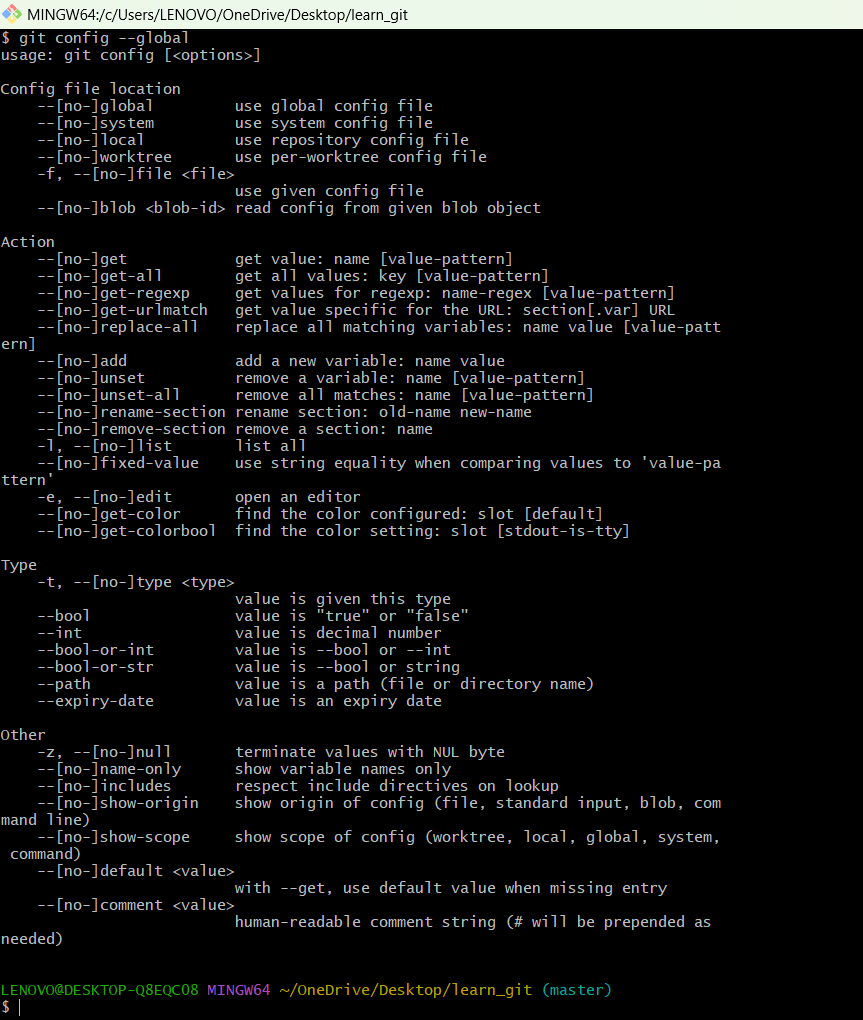 MINGW64:/c/Users/LENOVO/OneDrive/Desktop/learn_git
$ git config --global
usage: git config [<options>]

Config file location
    --[no-]global         use global config file
    --[no-]system         use system config file
    --[no-]local          use repository config file
    --[no-]worktree       use per-worktree config file
    -f, --[no-]file <file>
                          use given config file
    --[no-]blob <blob-id> read config from given blob object

Action
    --[no-]get            get value: name [value-pattern]
    --[no-]get-all        get all values: key [value-pattern]
    --[no-]get-regexp     get values for regexp: name-regex [value-pattern]
    --[no-]get-urlmatch   get value specific for the URL: section[.var] URL
    --[no-]replace-all    replace all matching variables: name value [value-patt
ern]
    --[no-]add            add a new variable: name value
    --[no-]unset          remove a variable: name [value-pattern]
    --[no-]unset-all      remove all matches: name [value-pattern]
    --[no-]rename-section rename section: old-name new-name
    --[no-]remove-section remove a section: name
    -l, --[no-]list       list all
    --[no-]fixed-value    use string equality when comparing values to 'value-pa
ttern'
    -e, --[no-]edit       open an editor
    --[no-]get-color      find the color configured: slot [default]
    --[no-]get-colorbool  find the color setting: slot [stdout-is-tty]

Type
    -t, --[no-]type <type>
                          value is given this type
    --bool                value is "true" or "false"
    --int                 value is decimal number
    --bool-or-int         value is --bool or --int
    --bool-or-str         value is --bool or string
    --path                value is a path (file or directory name)
    --expiry-date         value is an expiry date

Other
    -z, --[no-]null       terminate values with NUL byte
    --[no-]name-only      show variable names only
    --[no-]includes       respect include directives on lookup
    --[no-]show-origin    show origin of config (file, standard input, blob, com
mand line)
    --[no-]show-scope     show scope of config (worktree, local, global, system,
 command)
    --[no-]default <value>
                          with --get, use default value when missing entry
    --[no-]comment <value>
                          human-readable comment string (# will be prepended as
needed)

LENOVO@DESKTOP-Q8EQCO8 MINGW64 ~/OneDrive/Desktop/learn_git (master)
$